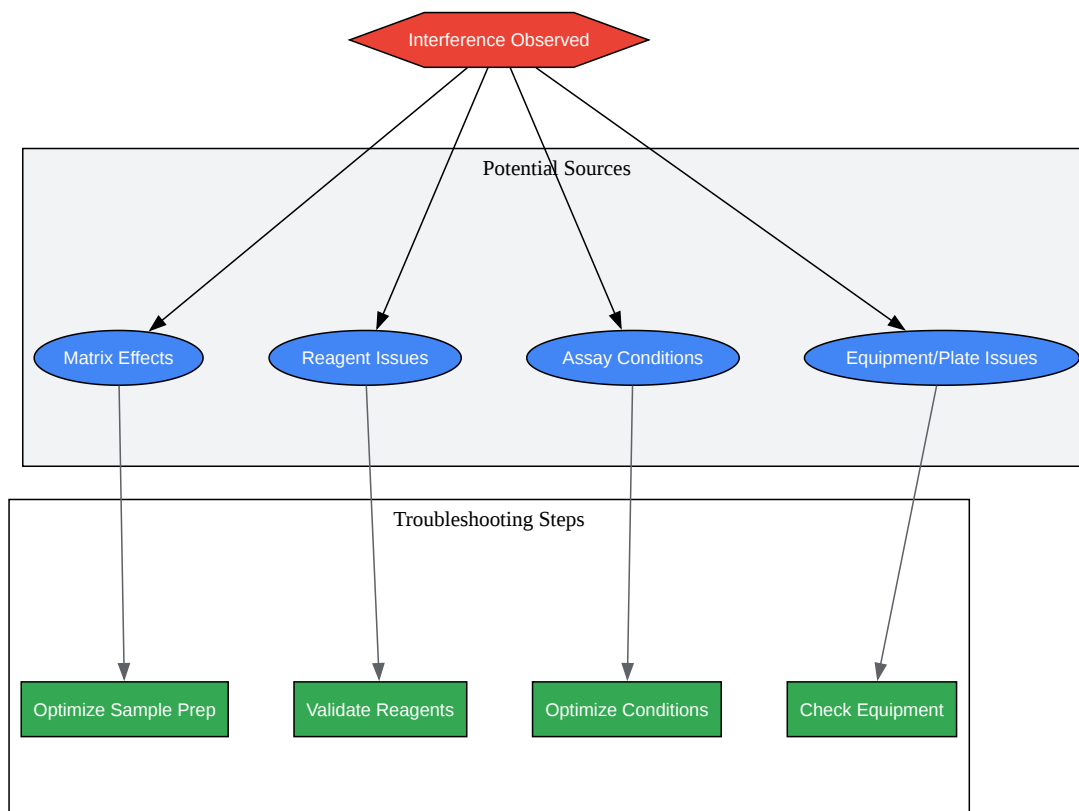 Interference Observed
Potential Sources
Matrix Effects
Reagent Issues
Assay Conditions
Equipment/Plate Issues
Troubleshooting Steps
Optimize Sample Prep
Validate Reagents
Optimize Conditions
Check Equipment